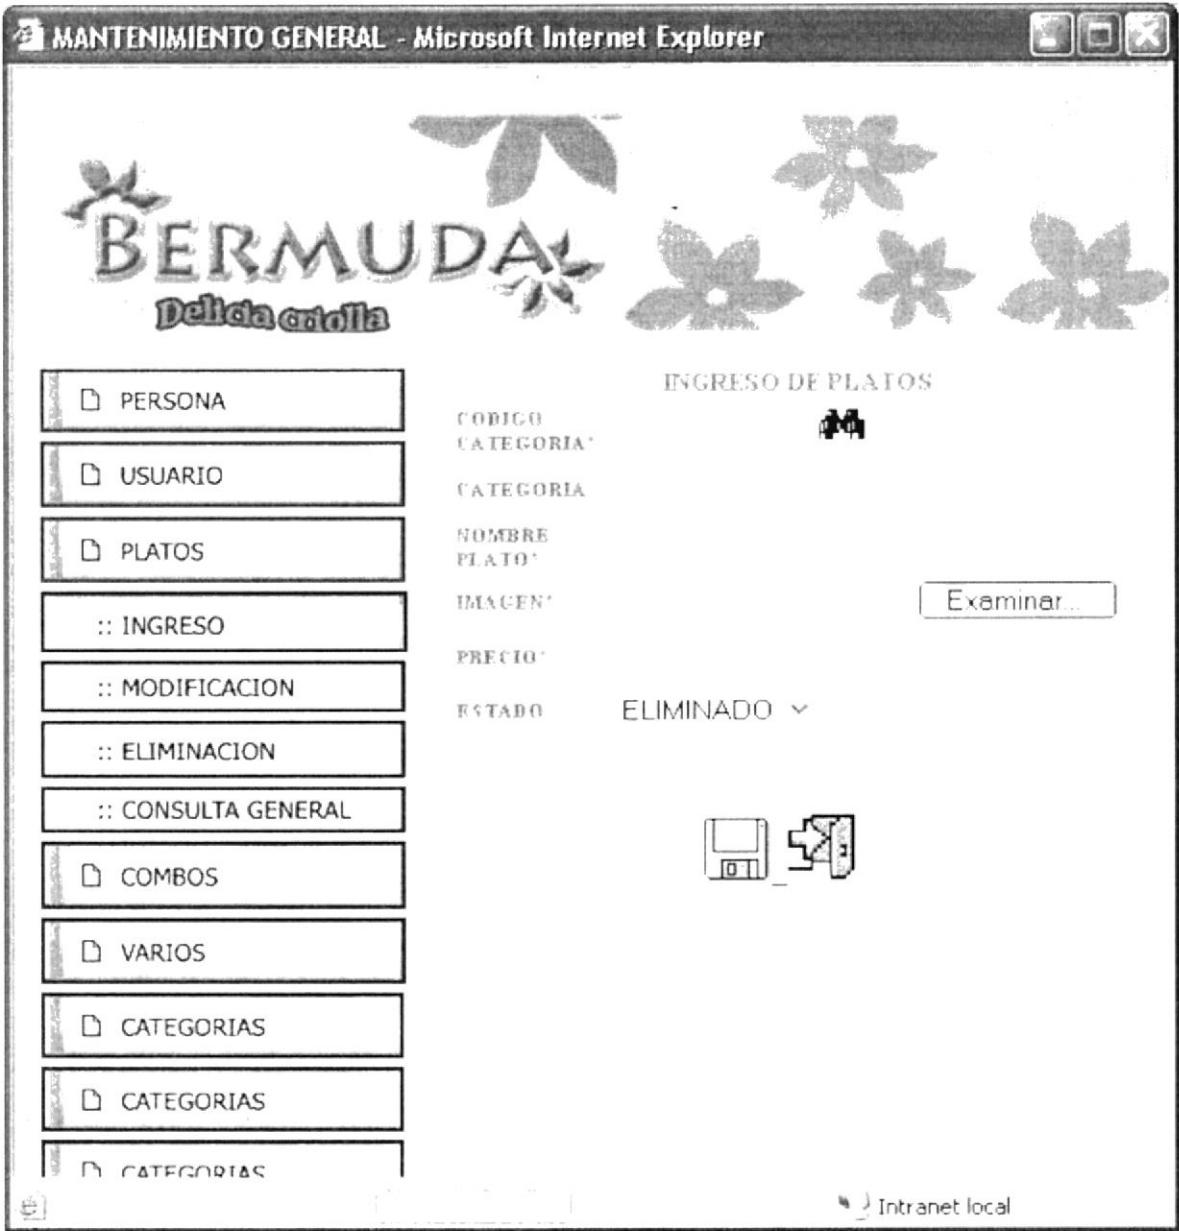 MANTENIMIENTO GENERAL - Microsoft Internet Explorer
BERMUDA
Delicia criolla
PERSONA
USUARIO
PLATOS
:: INGRESO
:: MODIFICACION
:: ELIMINACION
:: CONSULTA GENERAL
COMBOS
VARIOS
CATEGORIAS
CATEGORIAS
CATEGORIAS
INGRESO DE PLATOS
CODIGO
CATEGORIA*
CATEGORIA
NOMBRE
PLATO*
IMAGEN*
Examinar...
PRECIO*
ESTADO
ELIMINADO
Intranet local